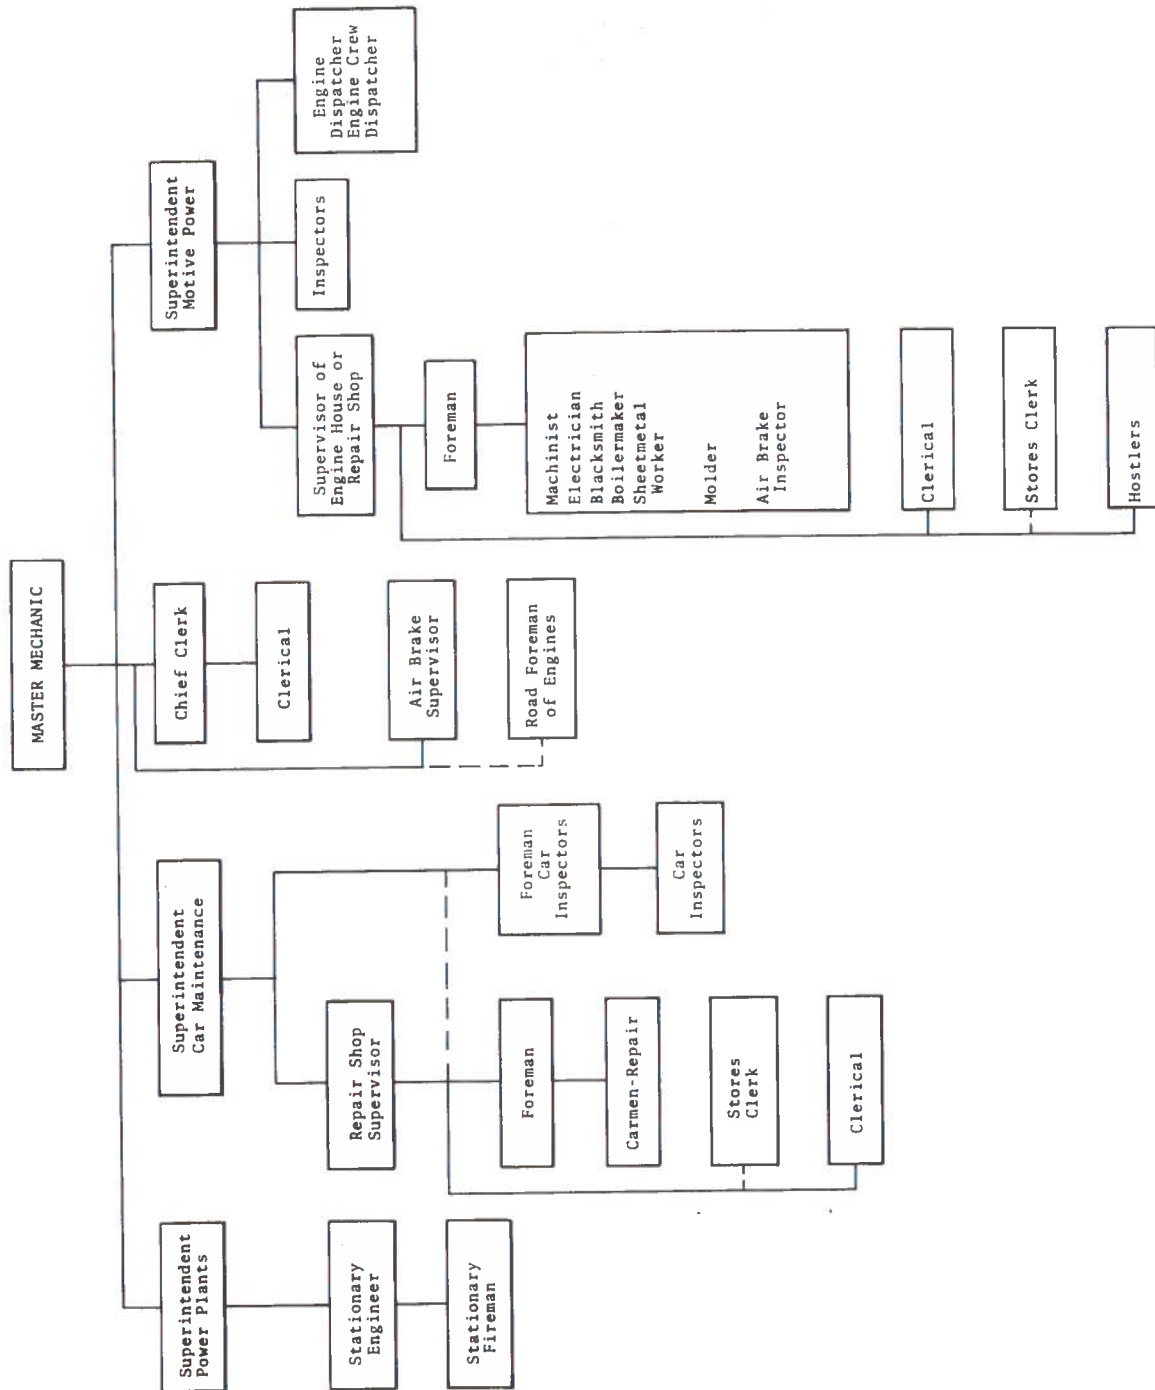 MASTER MECHANIC
Superintendent
Power Plants
Stationary
Engineer
Stationary
Fireman
Superintendent
Car Maintenance
Repair Shop
Supervisor
Foreman
Carmen-Repair
Stores
Clerk
Clerical
Foreman
Car
Inspectors
Car
Inspectors
Chief Clerk
Clerical
Air Brake
Supervisor
Road Foreman
of Engines
Superintendent
Motive Power
Supervisor of
Engine House or
Repair Shop
Foreman
Machinist
Electrician
Blacksmith
Boilermaker
Sheetmetal
Worker
Molder
Air Brake
Inspector
Clerical
Stores Clerk
Hostlers
Inspectors
Engine
Dispatcher
Engine Crew
Dispatcher